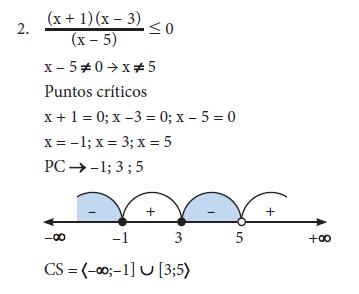 2. (x + 1)(x – 3) / (x – 5) ≤ 0
x – 5 ≠ 0 → x ≠ 5
Puntos críticos
x + 1 = 0; x –3 = 0; x – 5 = 0
x = –1; x = 3; x = 5
PC → –1; 3 ; 5
– + – +
–∞ –1 3 5 +∞
CS = ⟨–∞;–1] ∪ [3;5⟩